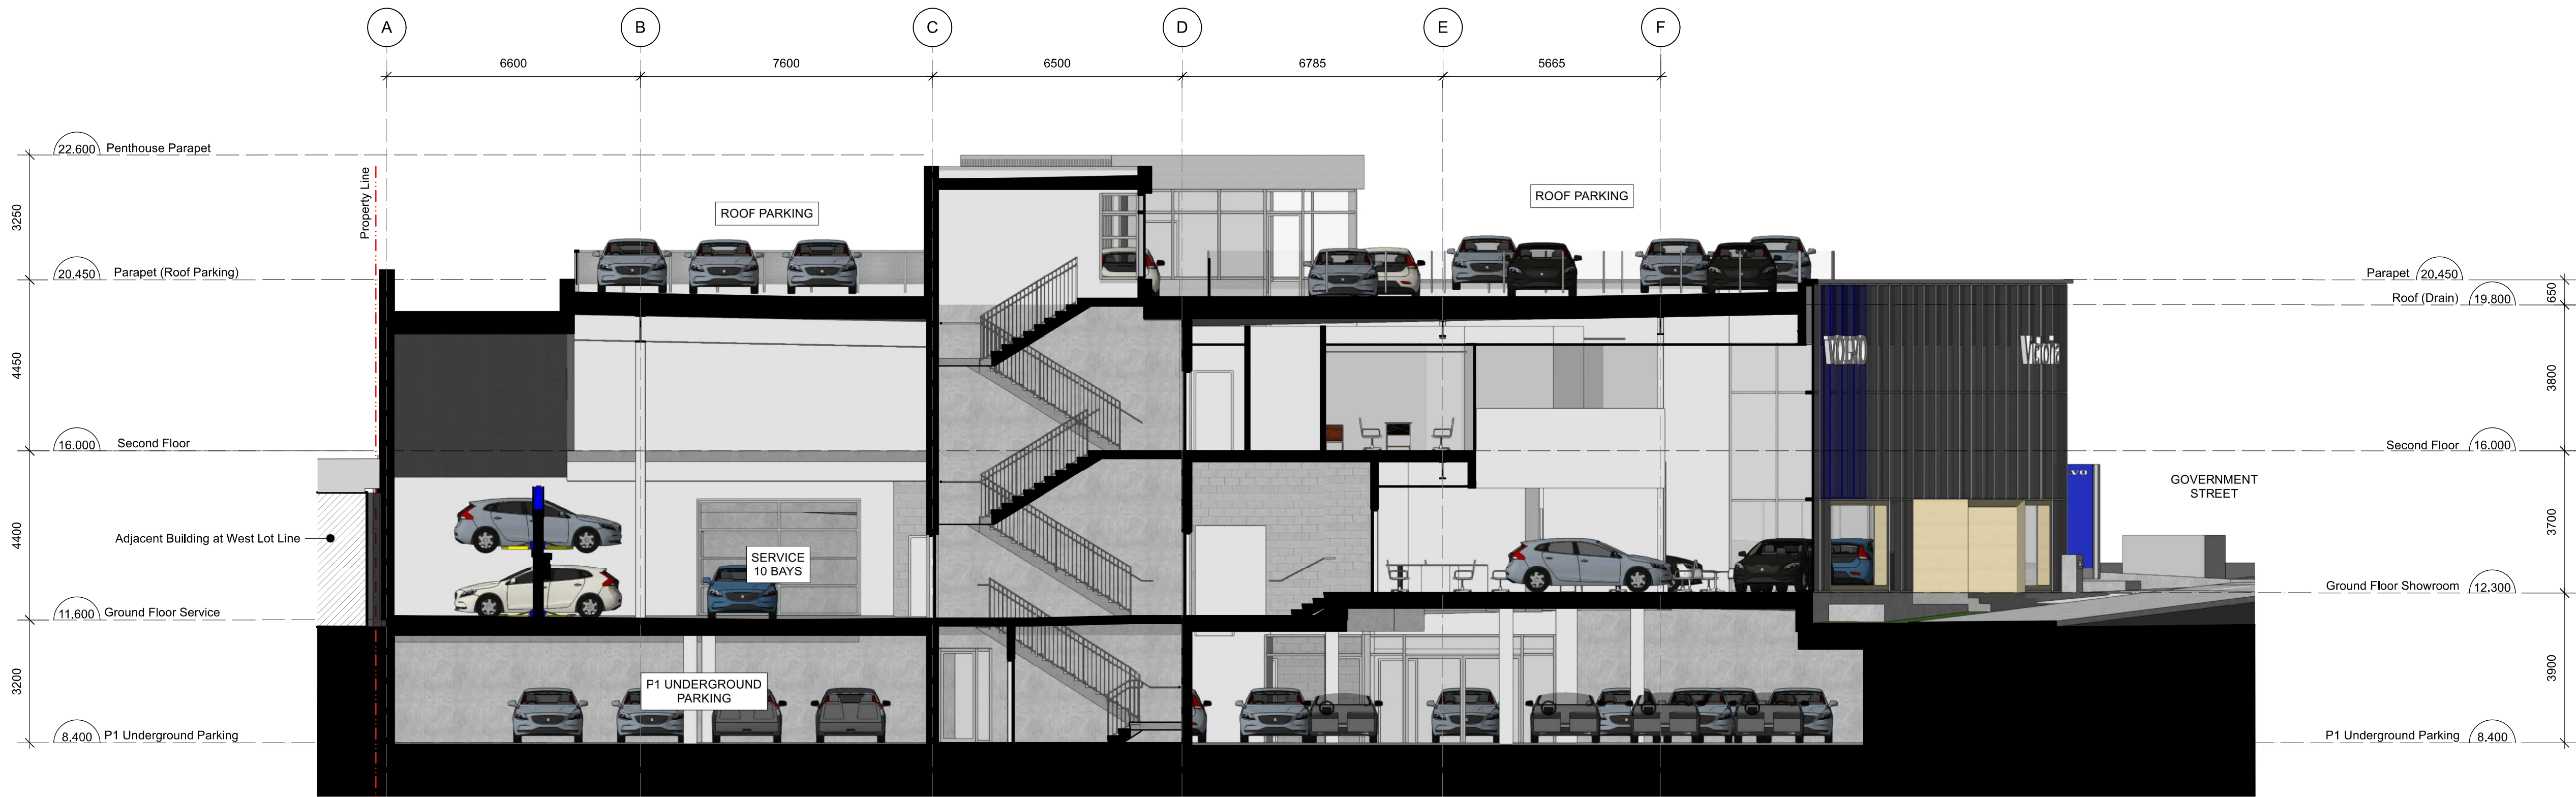 A B C D E F
6600 7600 6500 6785 5665
22.600 Penthouse Parapet
Property Line
3250
ROOF PARKING
ROOF PARKING
20.450 Parapet (Roof Parking)
Parapet 20.450
650
Roof (Drain) 19.800
VOLVO
Victoria
4450
3800
16.000 Second Floor
Second Floor 16.000
VO
GOVERNMENT
STREET
4400
3700
Adjacent Building at West Lot Line
SERVICE
10 BAYS
Ground Floor Showroom 12.300
11.600 Ground Floor Service
3200
3900
P1 UNDERGROUND
PARKING
8.400 P1 Underground Parking
P1 Underground Parking 8.400